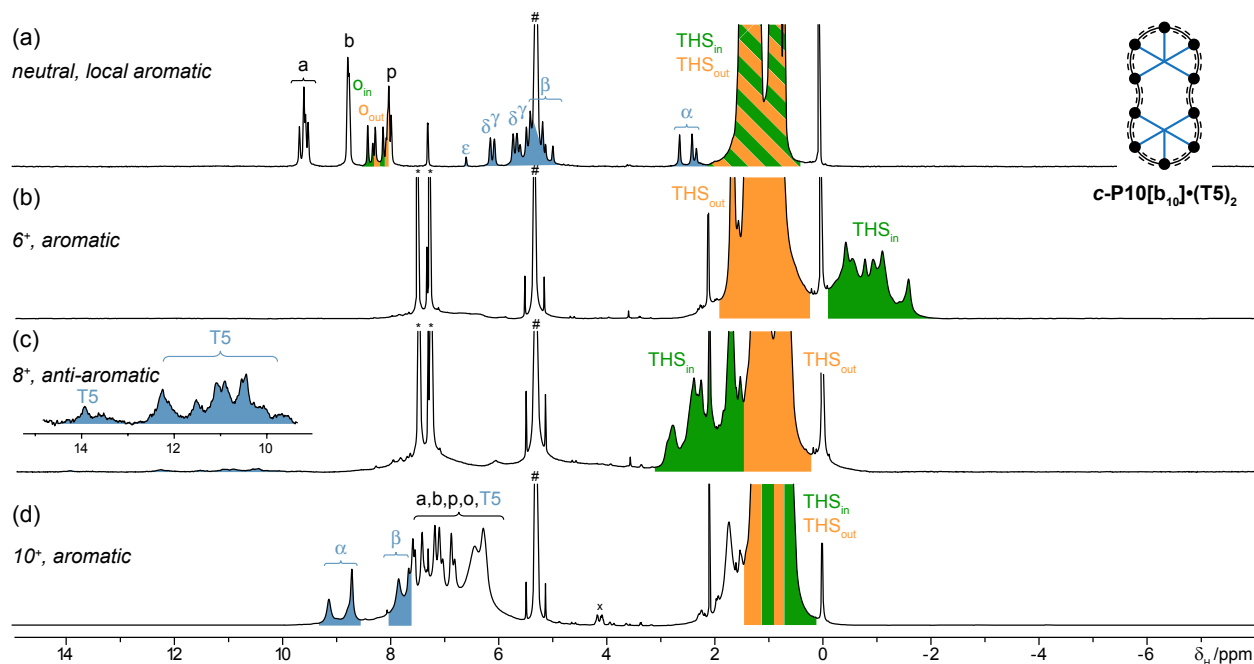 (a)
neutral, local aromatic
a
b
o_in
o_out
p
ε
δ γ
δ γ
β
#
α
THS_in
THS_out
c-P10[b₁₀]•(T5)₂
(b)
6⁺, aromatic
*
*
#
THS_out
THS_in
(c)
8⁺, anti-aromatic
T5
T5
14
12
10
*
*
#
THS_in
THS_out
(d)
10⁺, aromatic
α
β
a,b,p,o,T5
#
x
THS_in
THS_out
14
12
10
8
6
4
2
0
-2
-4
-6
δ_H /ppm